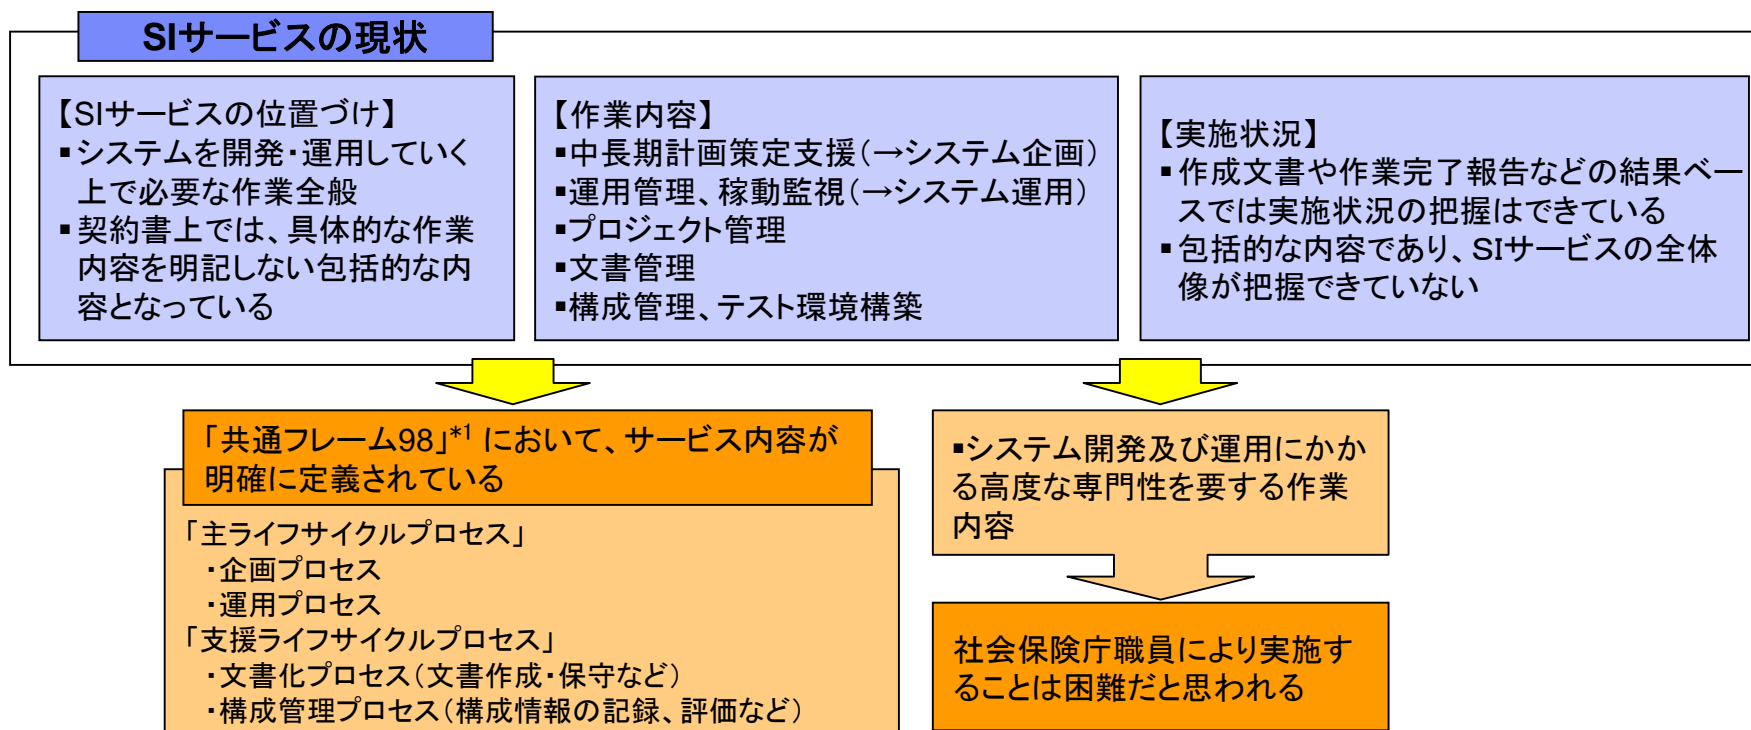 SIサービスの現状
【SIサービスの位置づけ】
▪システムを開発・運用していく
上で必要な作業全般
▪契約書上では、具体的な作業
内容を明記しない包括的な内
容となっている
【作業内容】
▪中長期計画策定支援(→システム企画)
▪運用管理、稼動監視(→システム運用)
▪プロジェクト管理
▪文書管理
▪構成管理、テスト環境構築
【実施状況】
▪作成文書や作業完了報告などの結果ベー
スでは実施状況の把握はできている
▪包括的な内容であり、SIサービスの全体
像が把握できていない
「共通フレーム98」*1 において、サービス内容が
明確に定義されている
「主ライフサイクルプロセス」
・企画プロセス
・運用プロセス
「支援ライフサイクルプロセス」
・文書化プロセス(文書作成・保守など)
・構成管理プロセス(構成情報の記録、評価など)
▪システム開発及び運用にかか
る高度な専門性を要する作業
内容
社会保険庁職員により実施す
ることは困難だと思われる